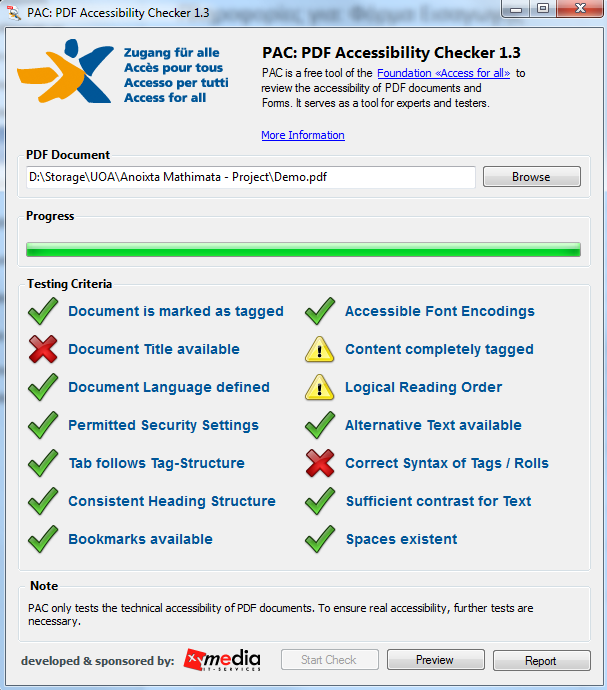 PAC: PDF Accessibility Checker 1.3
Zugang für alle
Accès pour tous
Accesso per tutti
Access for all
PAC: PDF Accessibility Checker 1.3
PAC is a free tool of the Foundation «Access for all» to
review the accessibility of PDF documents and
Forms. It serves as a tool for experts and testers.
More Information
PDF Document
D:\Storage\UOA\Anoixta Mathimata - Project\Demo.pdf
Browse
Progress
Testing Criteria
Document is marked as tagged
Accessible Font Encodings
Document Title available
Content completely tagged
Document Language defined
Logical Reading Order
Permitted Security Settings
Alternative Text available
Tab follows Tag-Structure
Correct Syntax of Tags / Rolls
Consistent Heading Structure
Sufficient contrast for Text
Bookmarks available
Spaces existent
Note
PAC only tests the technical accessibility of PDF documents. To ensure real accessibility, further tests are
necessary.
developed & sponsored by:
xymedia
IT-SERVICES
Start Check
Preview
Report